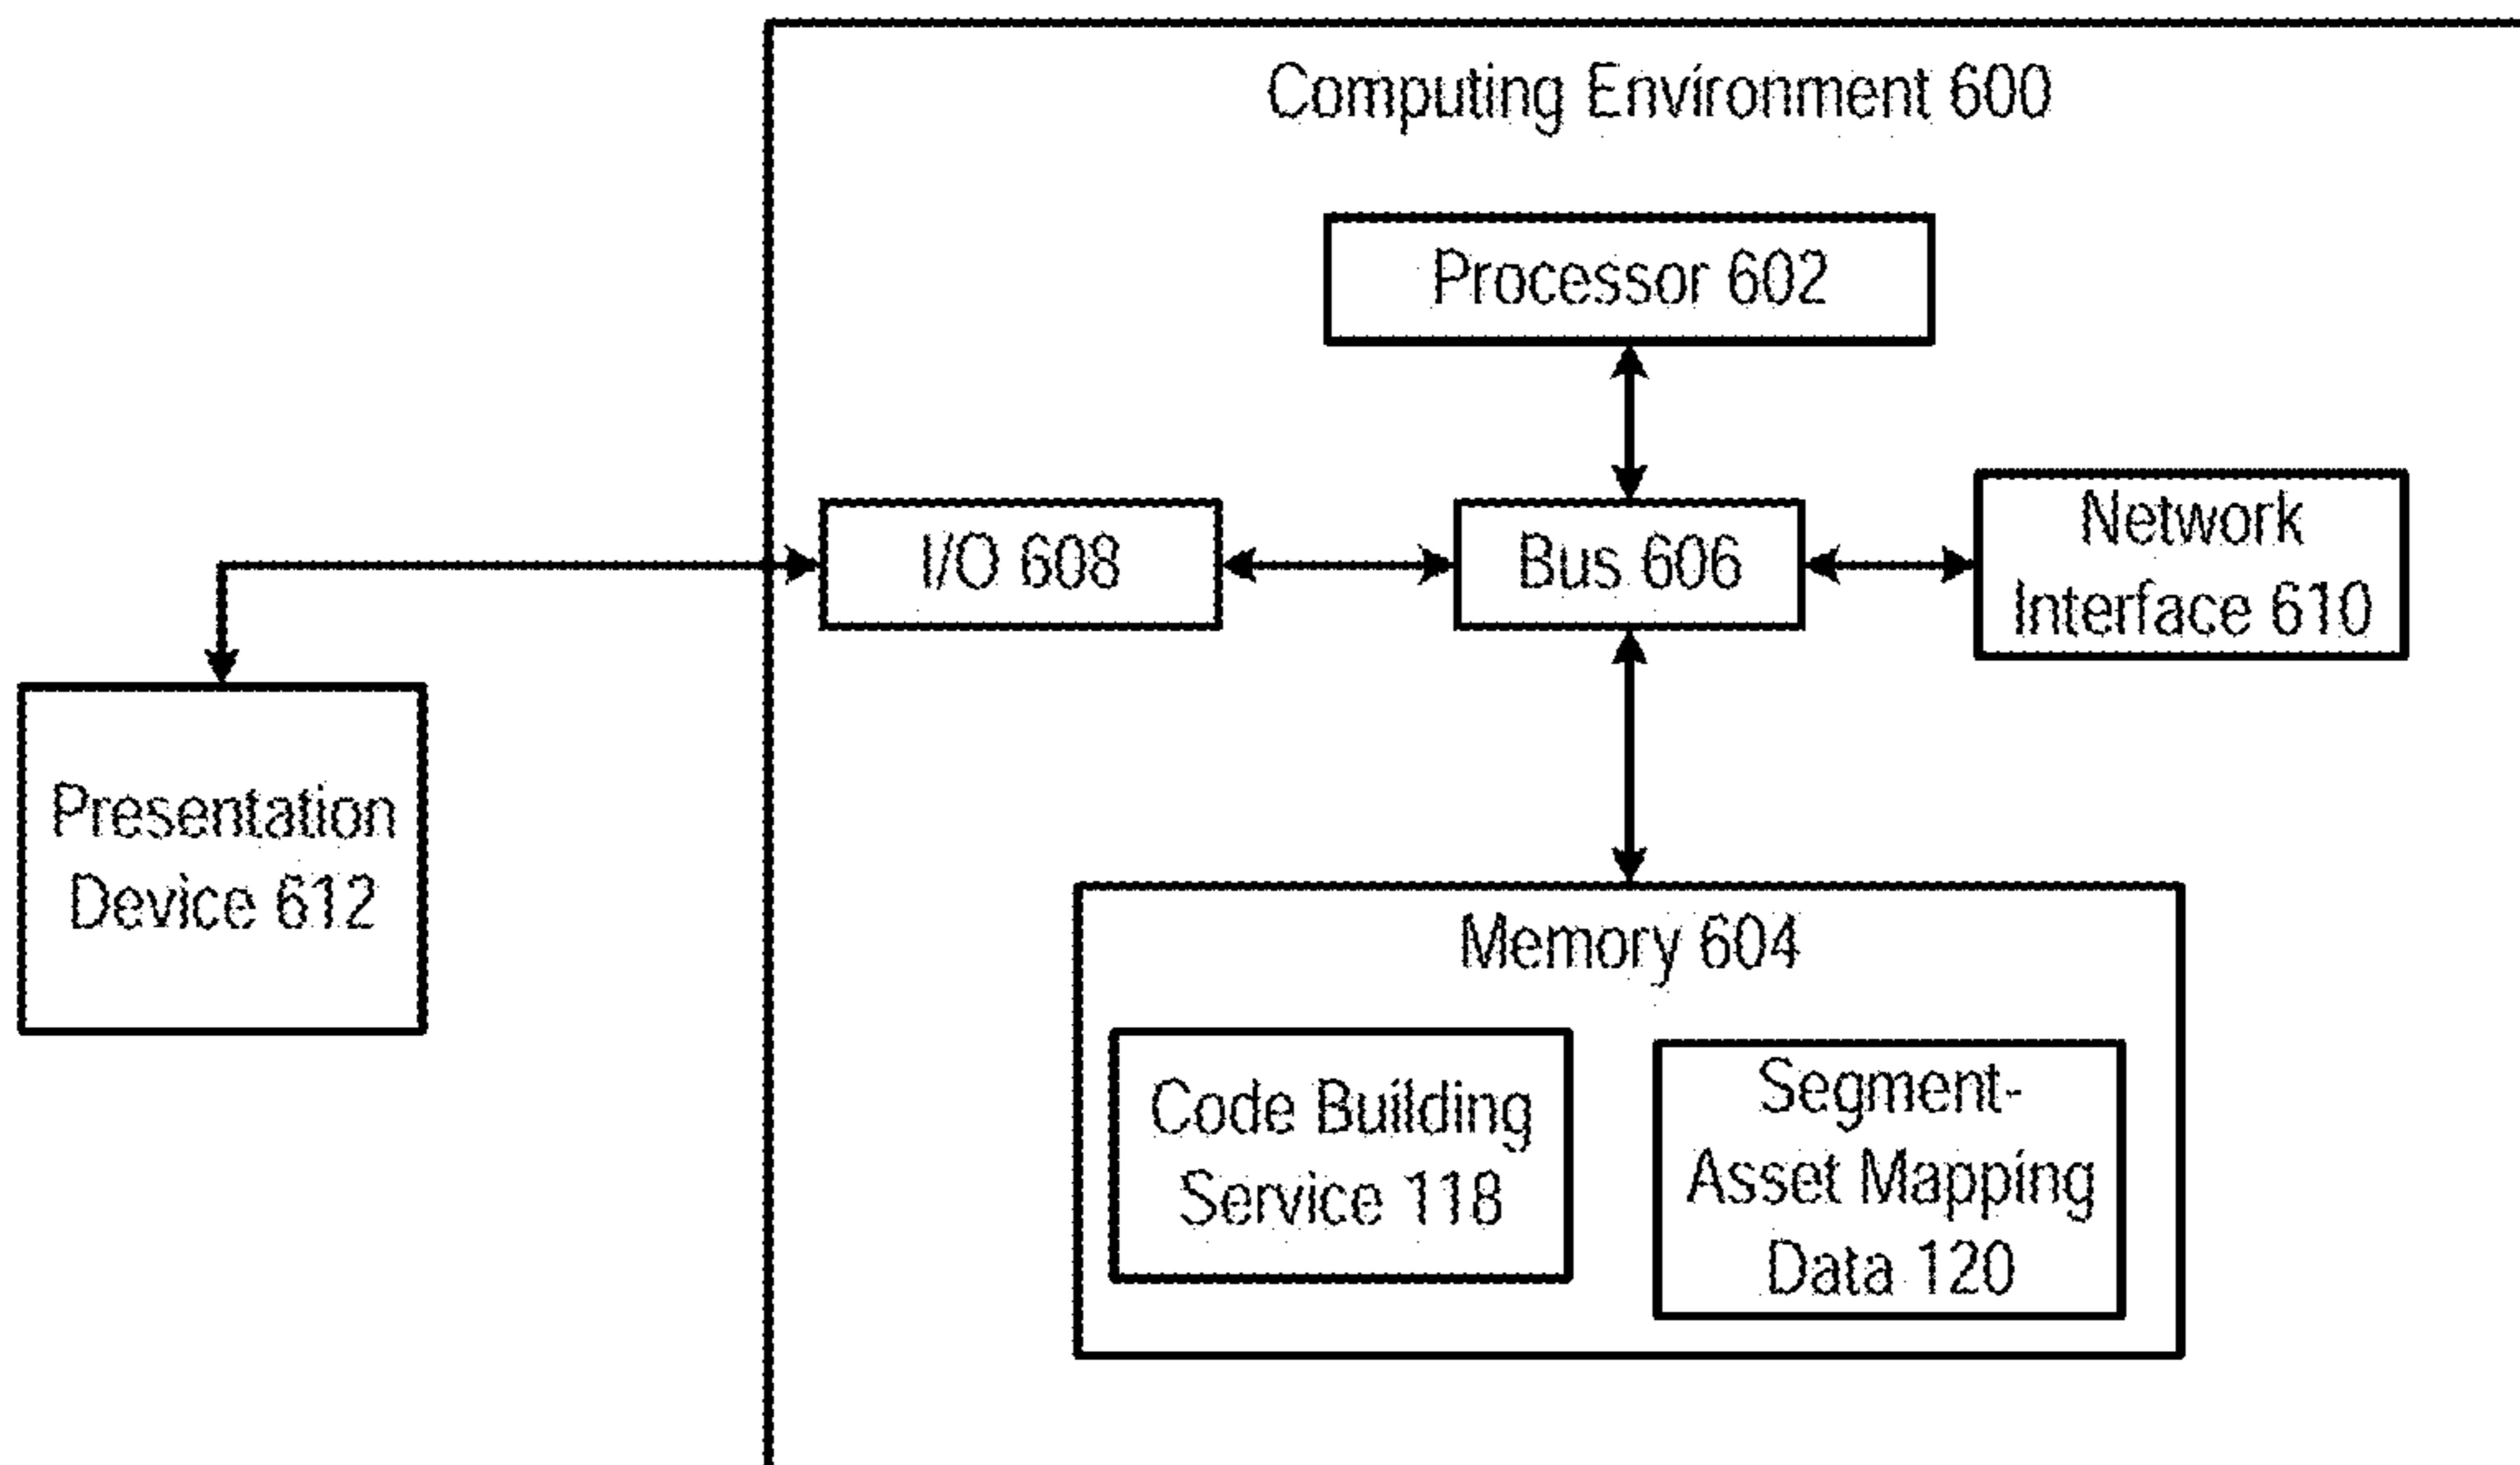 Computing Environment 600
Processor 602
I/O 608
Bus 606
Network
Interface 610
Presentation
Device 612
Memory 604
Code Building
Service 118
Segment-
Asset Mapping
Data 120